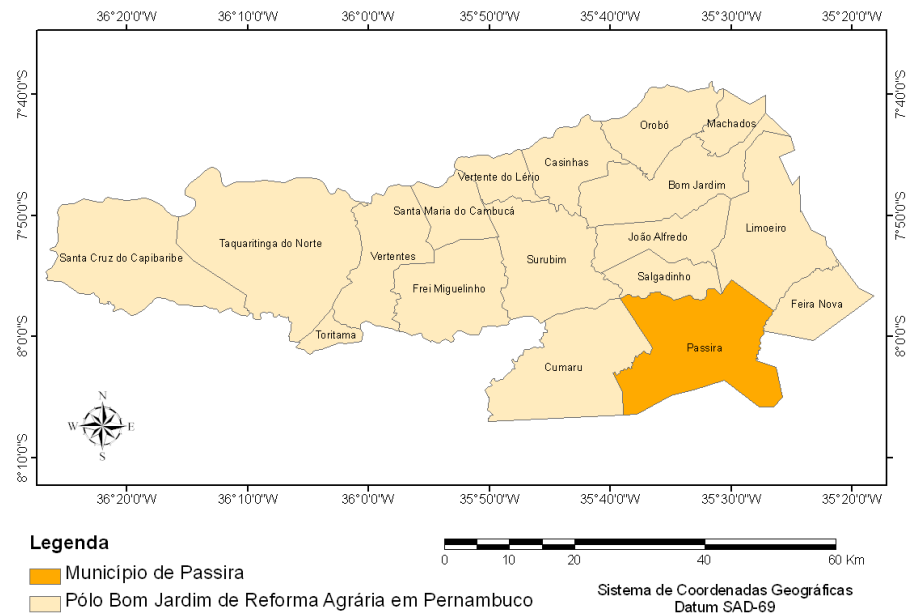 36°20'0"W 36°10'0"W 36°0'0"W 35°50'0"W 35°40'0"W 35°30'0"W 35°20'0"W
7°40'0"S 7°40'0"S
Orobó
Machados
Casinhas
Vertente do Lério
Bom Jardim
Santa Maria do Cambucá
7°50'0"S 7°50'0"S
Limoeiro
João Alfredo
Taquaritinga do Norte
Santa Cruz do Capibaribe
Vertentes
Surubim
Salgadinho
Frei Miguelinho
Feira Nova
8°0'0"S 8°0'0"S
Toritama
Passira
Cumaru
N
W E
S
8°10'0"S 8°10'0"S
36°20'0"W 36°10'0"W 36°0'0"W 35°50'0"W 35°40'0"W 35°30'0"W 35°20'0"W
Legenda
Município de Passira
Pólo Bom Jardim de Reforma Agrária em Pernambuco
0 10 20 40 60 Km
Sistema de Coordenadas Geográficas
Datum SAD-69